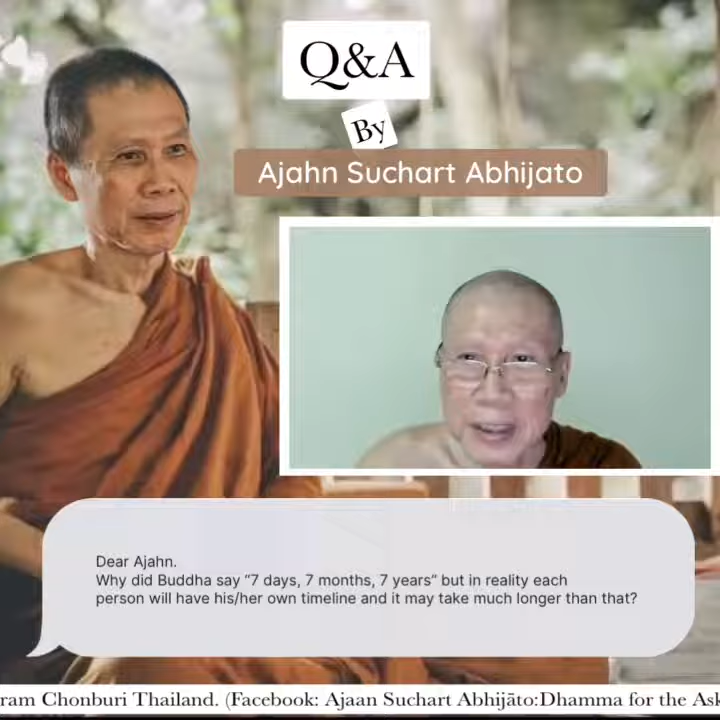 Q&A
By
Ajahn Suchart Abhijato
Dear Ajahn.
Why did Buddha say “7 days, 7 months, 7 years” but in reality each
person will have his/her own timeline and it may take much longer than that?
Chonburi Thailand. (Facebook: Ajaan Suchart Abhijāto:Dhamma for the